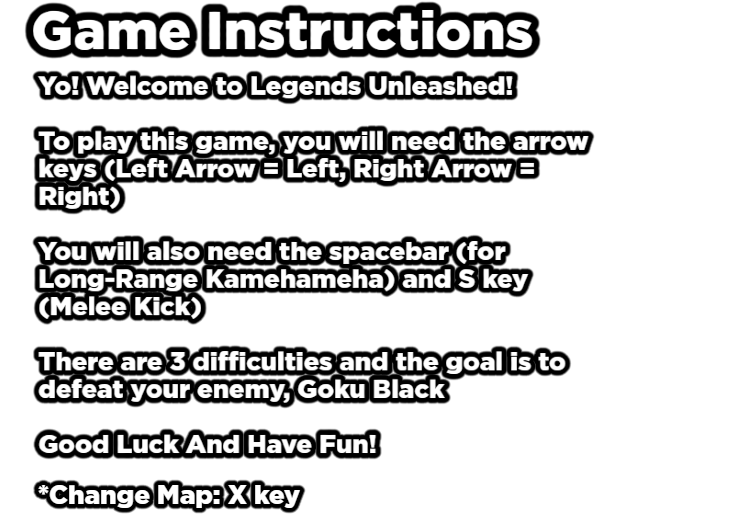 Game Instructions
Yo! Welcome to Legends Unleashed!
To play this game, you will need the arrow
keys (Left Arrow = Left, Right Arrow =
Right)
You will also need the spacebar (for
Long-Range Kamehameha) and S key
(Melee Kick)
There are 3 difficulties and the goal is to
defeat your enemy, Goku Black
Good Luck And Have Fun!
*Change Map: X key